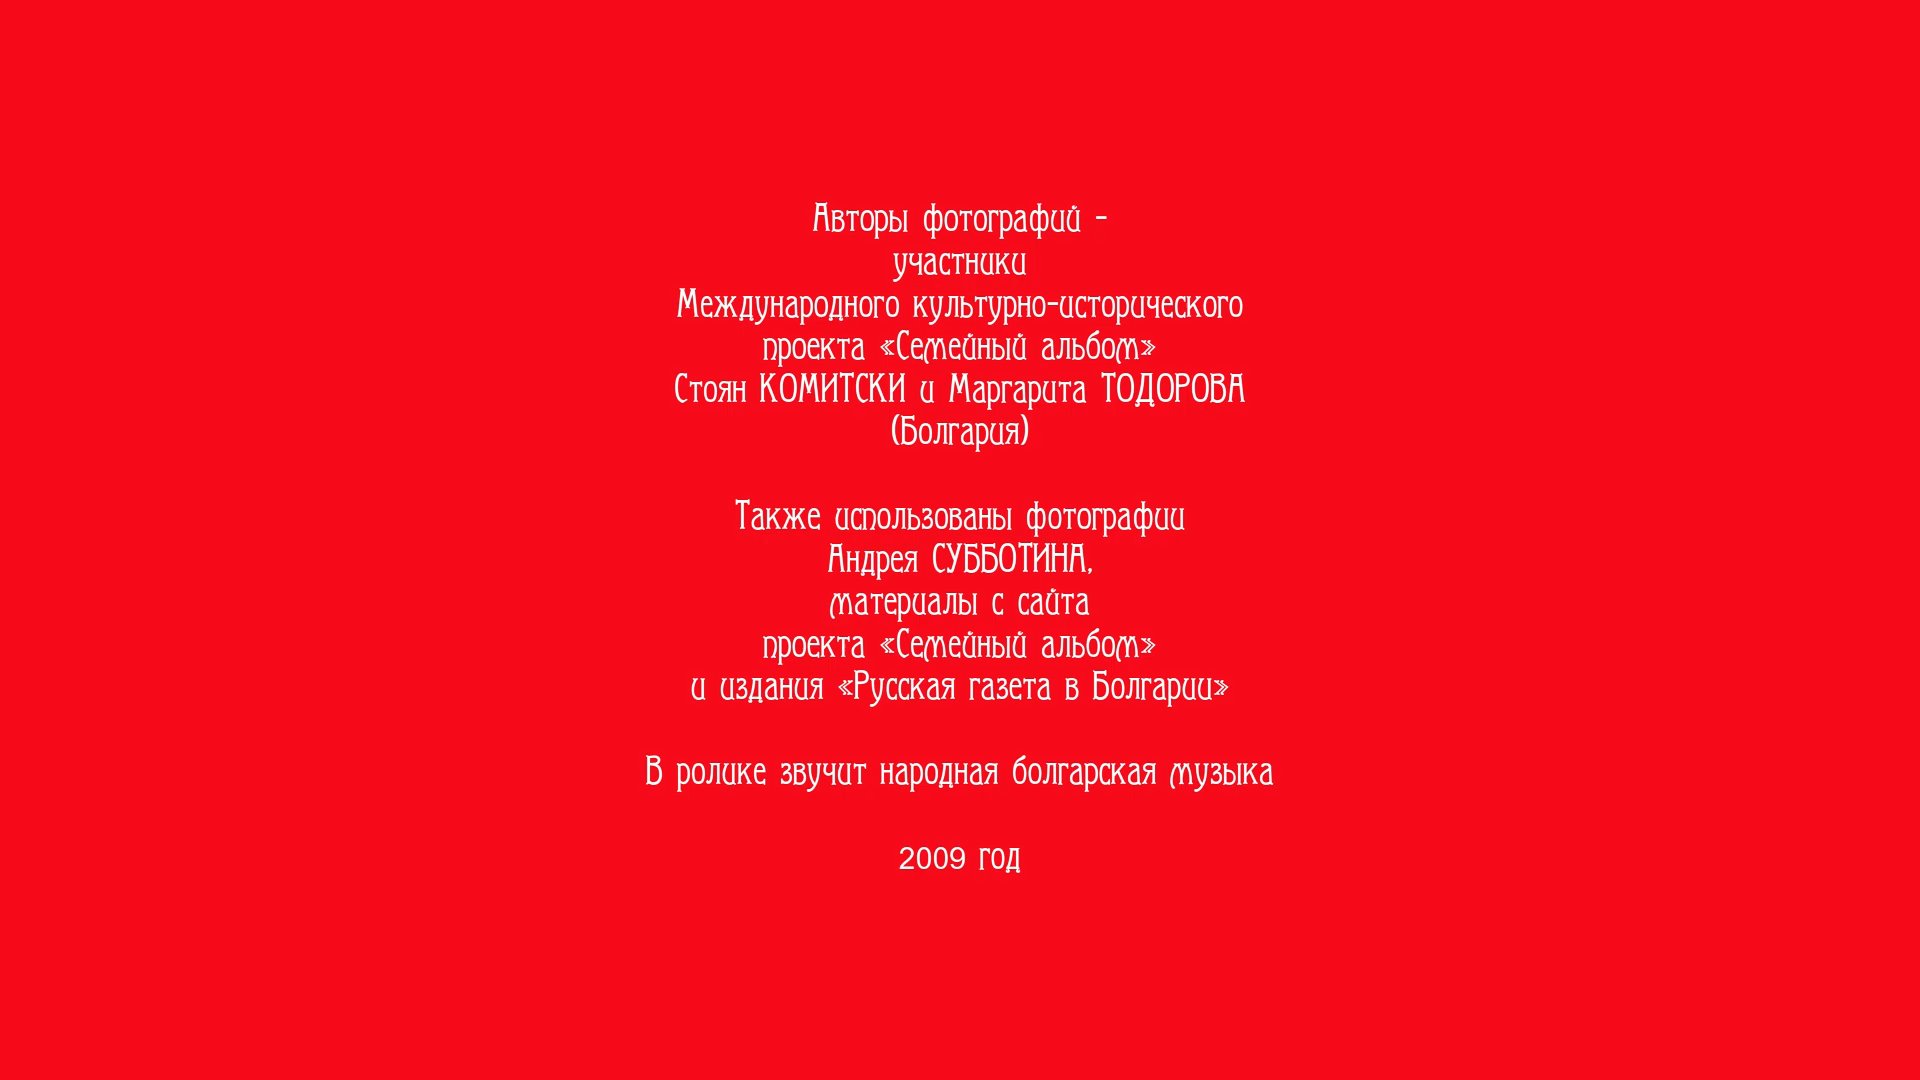 Авторы фотографий -
участники
Международного культурно-исторического
проекта «Семейный альбом»
Стоян КОМИТСКИ и Маргарита ТОДОРОВА
(Болгария)
Также использованы фотографии
Андрея СУББОТИНА,
материалы с сайта
проекта «Семейный альбом»
и издания «Русская газета в Болгарии»
В ролике звучит народная болгарская музыка
2009 год